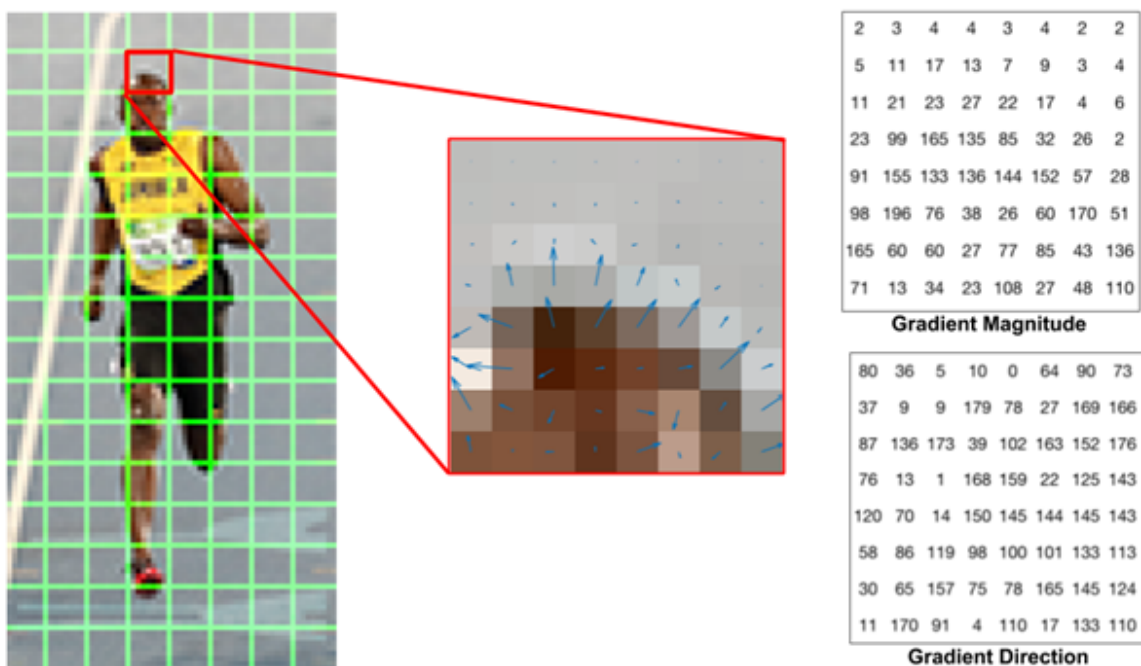 2 3 4 4 3 4 2 2
5 11 17 13 7 9 3 4
11 21 23 27 22 17 4 6
23 99 165 135 85 32 26 2
91 155 133 136 144 152 57 28
98 196 76 38 26 60 170 51
165 60 60 27 77 85 43 136
71 13 34 23 108 27 48 110
Gradient Magnitude
80 36 5 10 0 64 90 73
37 9 9 179 78 27 169 166
87 136 173 39 102 163 152 176
76 13 1 168 159 22 125 143
120 70 14 150 145 144 145 143
58 86 119 98 100 101 133 113
30 65 157 75 78 165 145 124
11 170 91 4 110 17 133 110
Gradient Direction